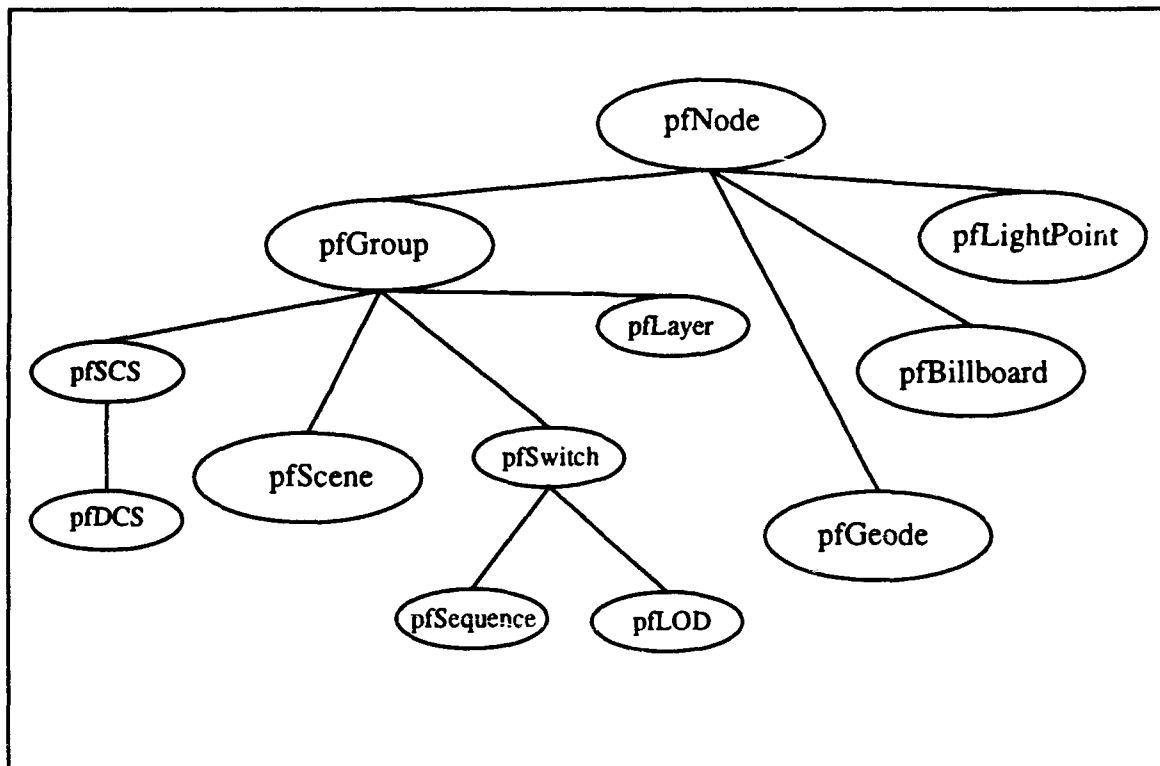 pfNode
pfGroup
pfLightPoint
pfLayer
pfSCS
pfBillboard
pfScene
pfSwitch
pfDCS
pfGeode
pfSequence
pfLOD